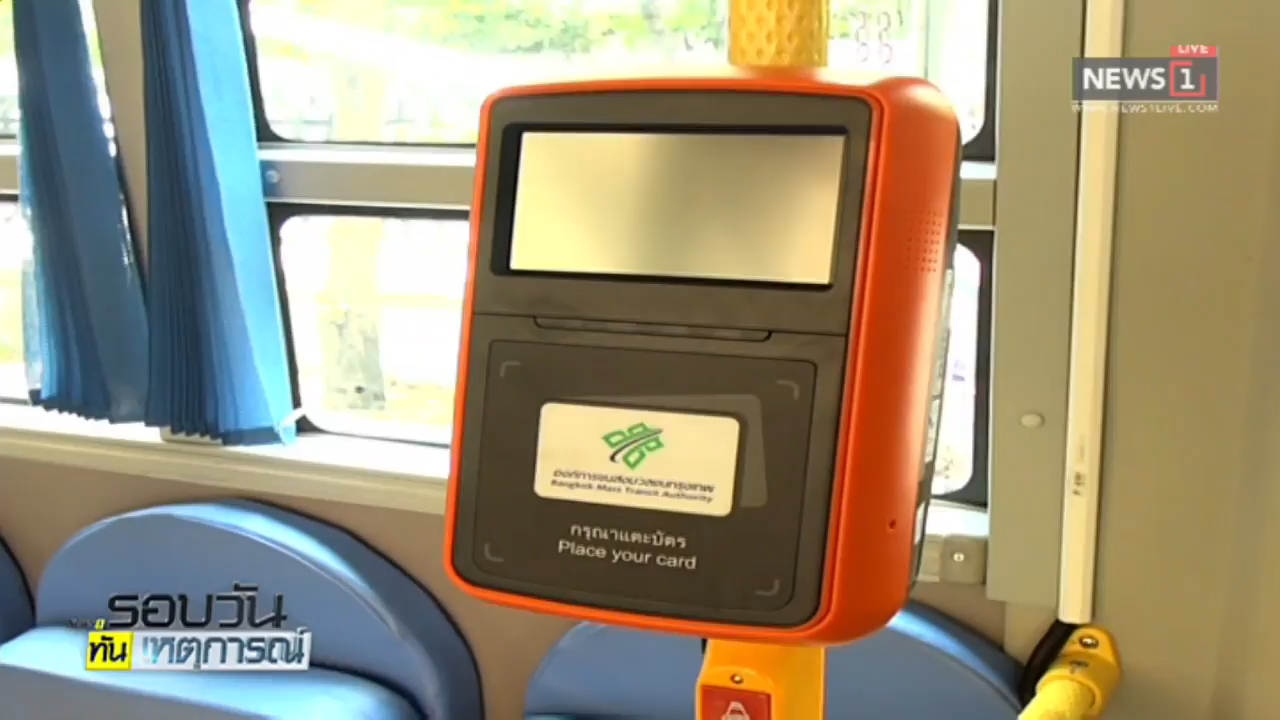 LIVE
NEWS 1
WWW.NEWS1LIVE.COM
องค์การขนส่งมวลชนกรุงเทพ
Bangkok Mass Transit Authority
กรุณาแตะบัตร
Place your card
รอบวัน
ทัน เหตุการณ์